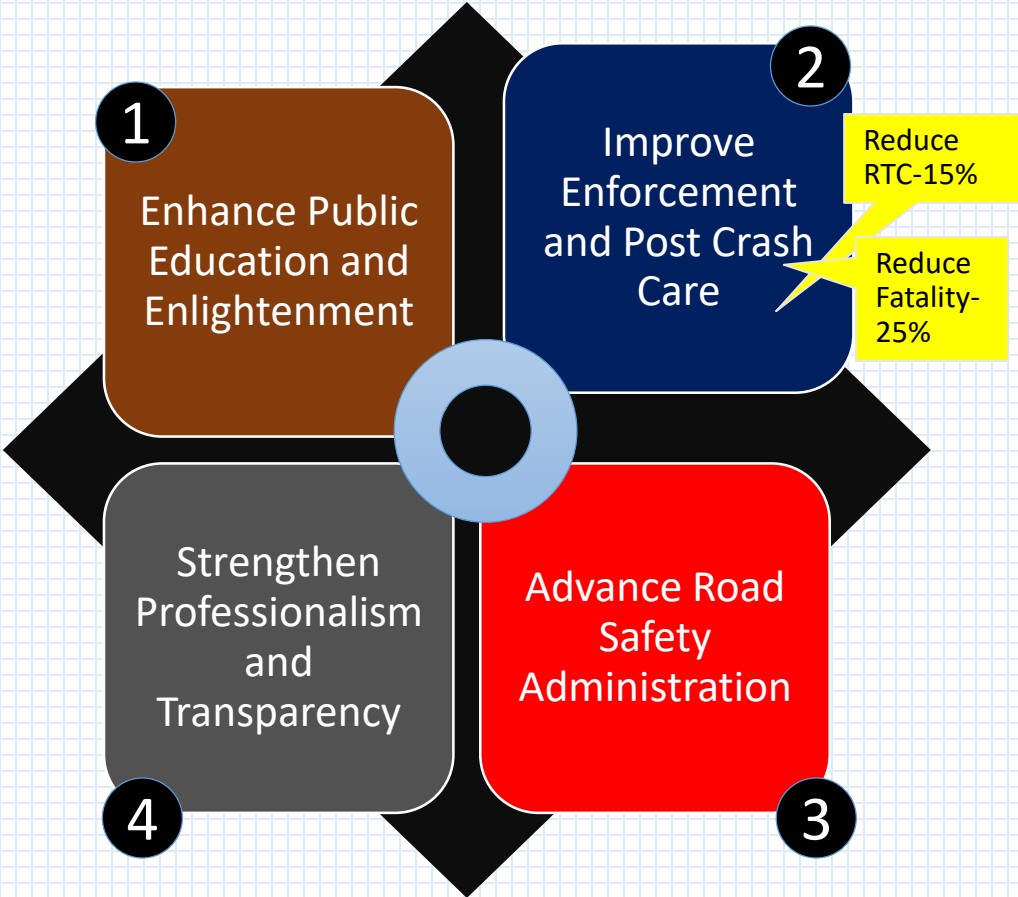 1
Enhance Public
Education and
Enlightenment
2
Improve
Enforcement
and Post Crash
Care
Reduce
RTC-15%
Reduce
Fatality-
25%
3
Advance Road
Safety
Administration
4
Strengthen
Professionalism
and
Transparency